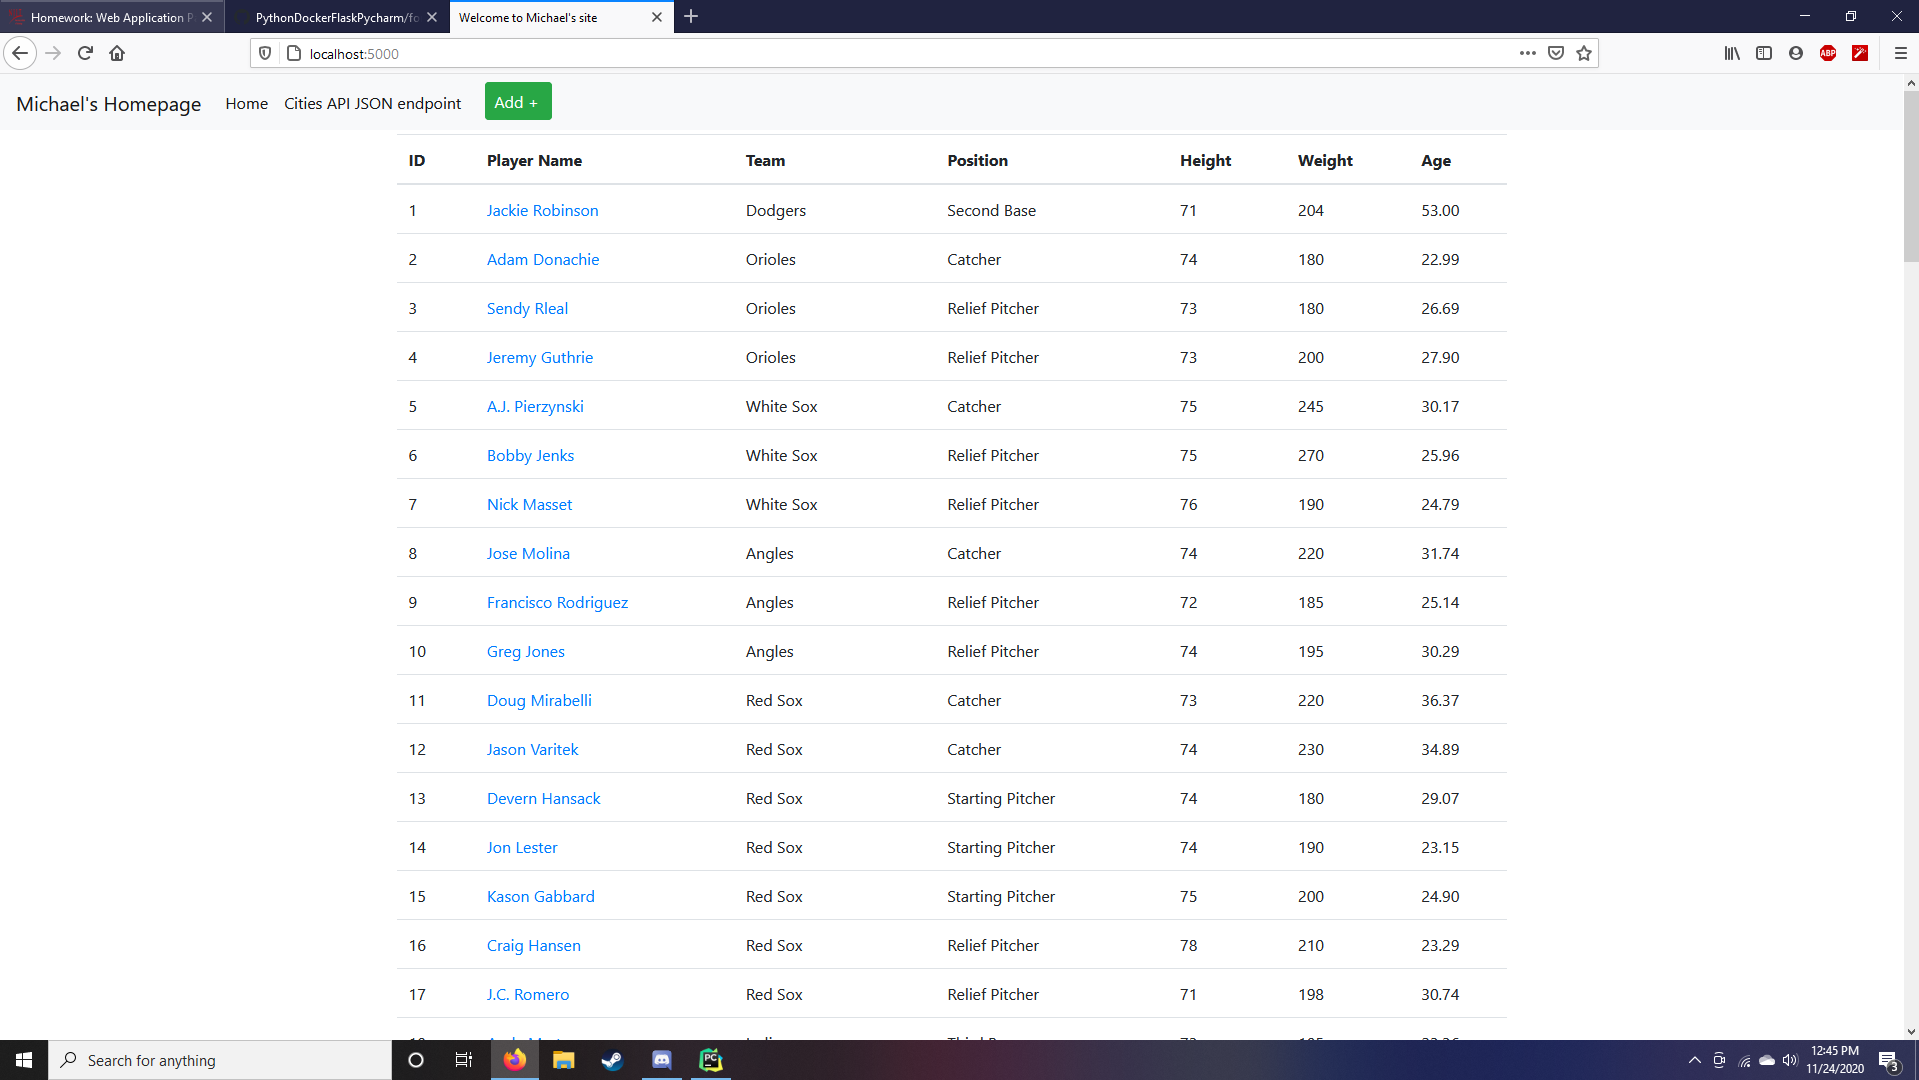 Homework: Web Application P
PythonDockerFlaskPycharm/fo
Welcome to Michael's site
localhost:5000
ABP
Michael's Homepage Home Cities API JSON endpoint Add +
ID Player Name Team Position Height Weight Age
1 Jackie Robinson Dodgers Second Base 71 204 53.00
2 Adam Donachie Orioles Catcher 74 180 22.99
3 Sendy Rleal Orioles Relief Pitcher 73 180 26.69
4 Jeremy Guthrie Orioles Relief Pitcher 73 200 27.90
5 A.J. Pierzynski White Sox Catcher 75 245 30.17
6 Bobby Jenks White Sox Relief Pitcher 75 270 25.96
7 Nick Masset White Sox Relief Pitcher 76 190 24.79
8 Jose Molina Angles Catcher 74 220 31.74
9 Francisco Rodriguez Angles Relief Pitcher 72 185 25.14
10 Greg Jones Angles Relief Pitcher 74 195 30.29
11 Doug Mirabelli Red Sox Catcher 73 220 36.37
12 Jason Varitek Red Sox Catcher 74 230 34.89
13 Devern Hansack Red Sox Starting Pitcher 74 180 29.07
14 Jon Lester Red Sox Starting Pitcher 74 190 23.15
15 Kason Gabbard Red Sox Starting Pitcher 75 200 24.90
16 Craig Hansen Red Sox Relief Pitcher 78 210 23.29
17 J.C. Romero Red Sox Relief Pitcher 71 198 30.74
Search for anything
PC
12:45 PM
11/24/2020
3